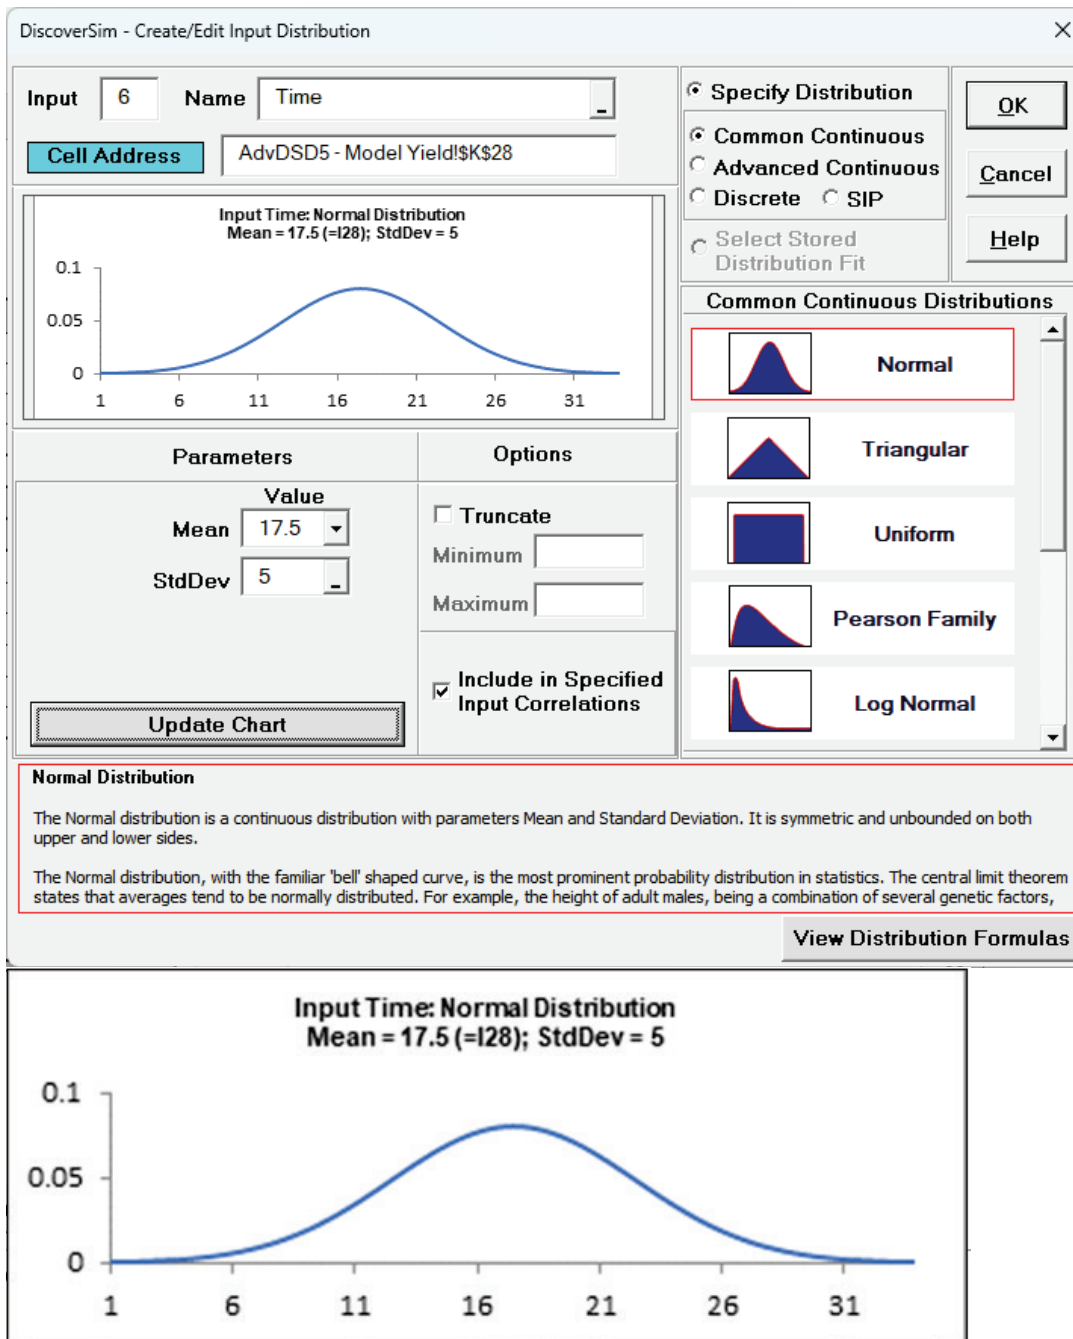 DiscoverSim - Create/Edit Input Distribution
Input 6 Name Time
Cell Address AdvDSD5 - Model Yield!$K$28
Specify Distribution
Common Continuous
Advanced Continuous
Discrete SIP
Select Stored
Distribution Fit
OK
Cancel
Help
Input Time: Normal Distribution
Mean = 17.5 (=I28); StdDev = 5
0.1
0.05
0
1 6 11 16 21 26 31
Common Continuous Distributions
Normal
Triangular
Uniform
Pearson Family
Log Normal
Parameters
Value
Mean 17.5
StdDev 5
Update Chart
Options
Truncate
Minimum
Maximum
Include in Specified
Input Correlations
Normal Distribution
The Normal distribution is a continuous distribution with parameters Mean and Standard Deviation. It is symmetric and unbounded on both
upper and lower sides.
The Normal distribution, with the familiar 'bell' shaped curve, is the most prominent probability distribution in statistics. The central limit theorem
states that averages tend to be normally distributed. For example, the height of adult males, being a combination of several genetic factors,
View Distribution Formulas
Input Time: Normal Distribution
Mean = 17.5 (=I28); StdDev = 5
0.1
0.05
0
1 6 11 16 21 26 31